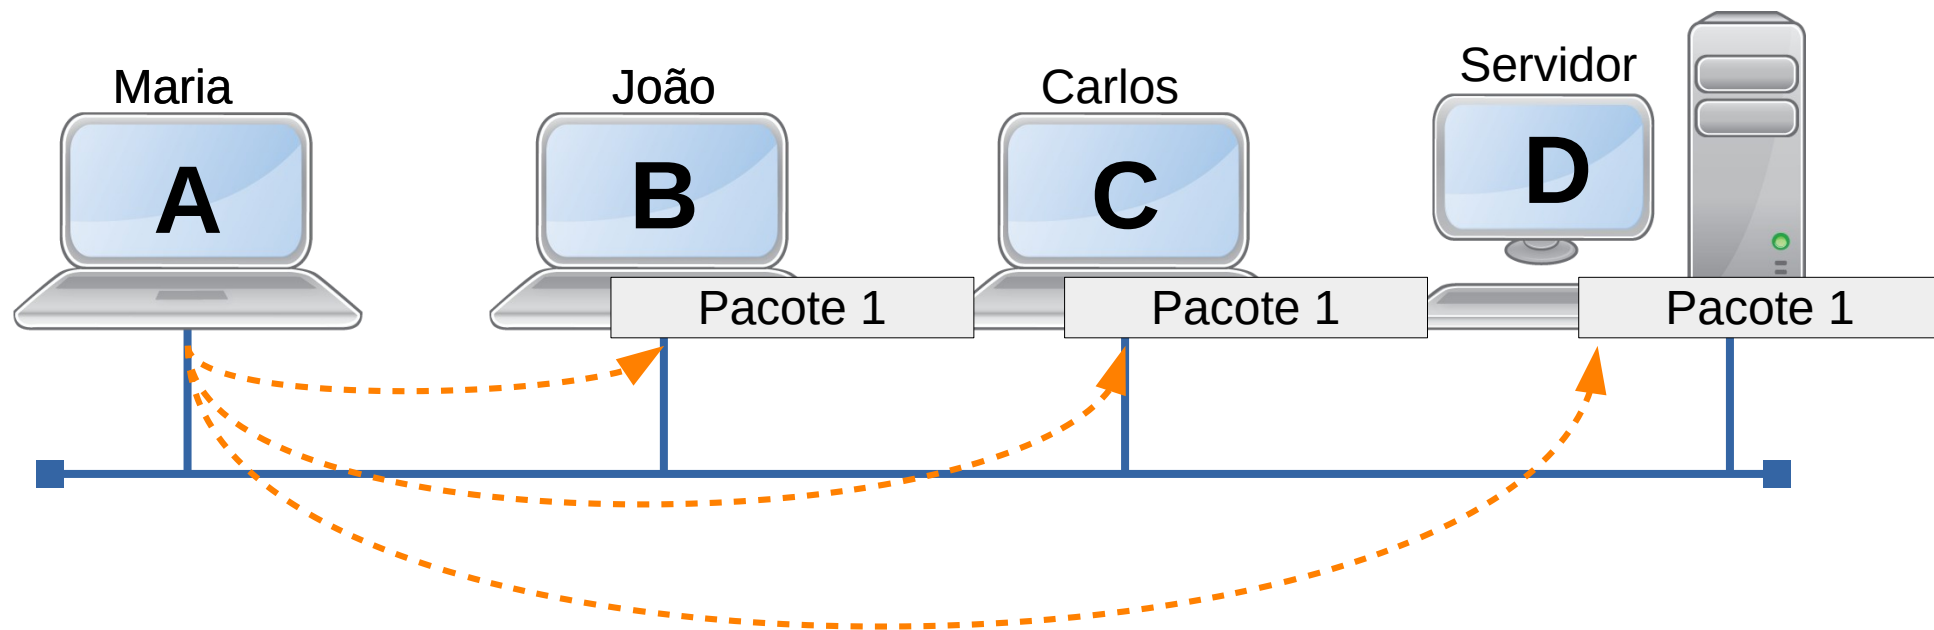 Maria
João
Carlos
Servidor
A
B
C
D
Pacote 1
Pacote 1
Pacote 1